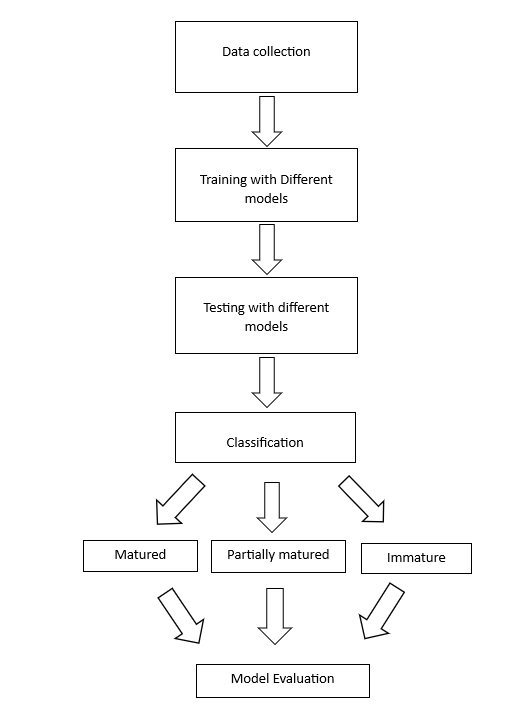 Data collection
Training with Different
models
Testing with different
models
Classification
Matured
Partially matured
Immature
Model Evaluation